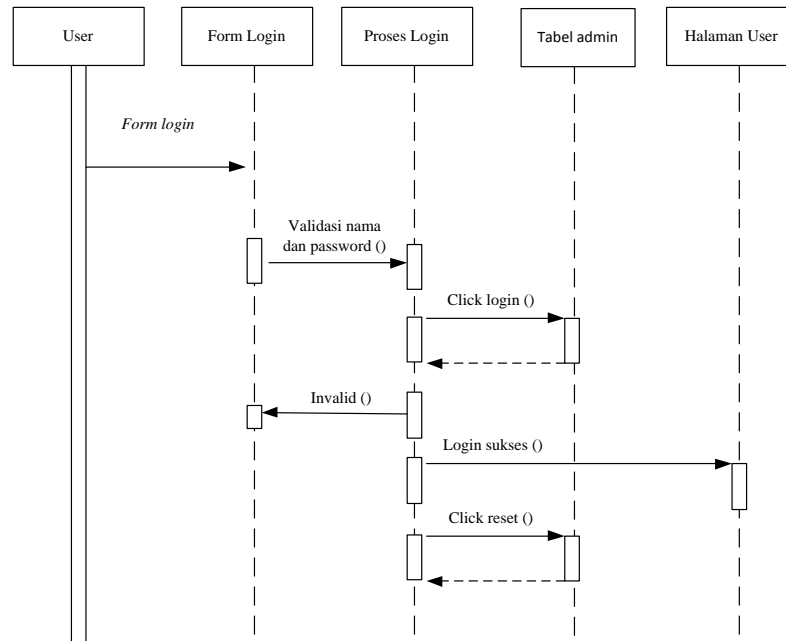 User
Form Login
Proses Login
Tabel admin
Halaman User
Form login
Validasi nama
dan password ()
Click login ()
Invalid ()
Login sukses ()
Click reset ()